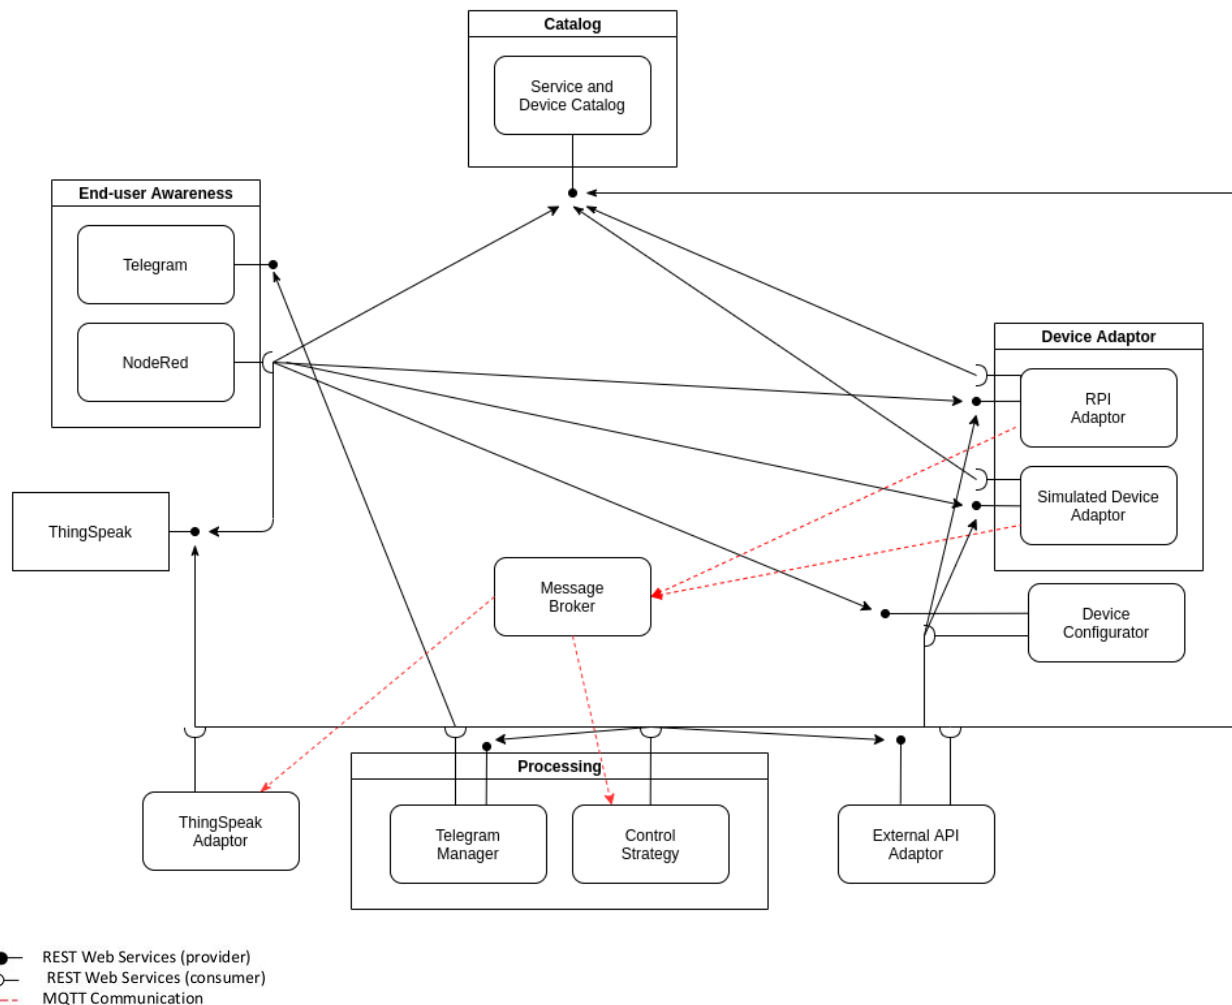 Catalog
Service and
Device Catalog
End-user Awareness
Telegram
NodeRed
Device Adaptor
RPI
Adaptor
Simulated Device
Adaptor
ThingSpeak
Message
Broker
Device
Configurator
Processing
ThingSpeak
Adaptor
Telegram
Manager
Control
Strategy
External API
Adaptor
REST Web Services (provider)
REST Web Services (consumer)
MQTT Communication